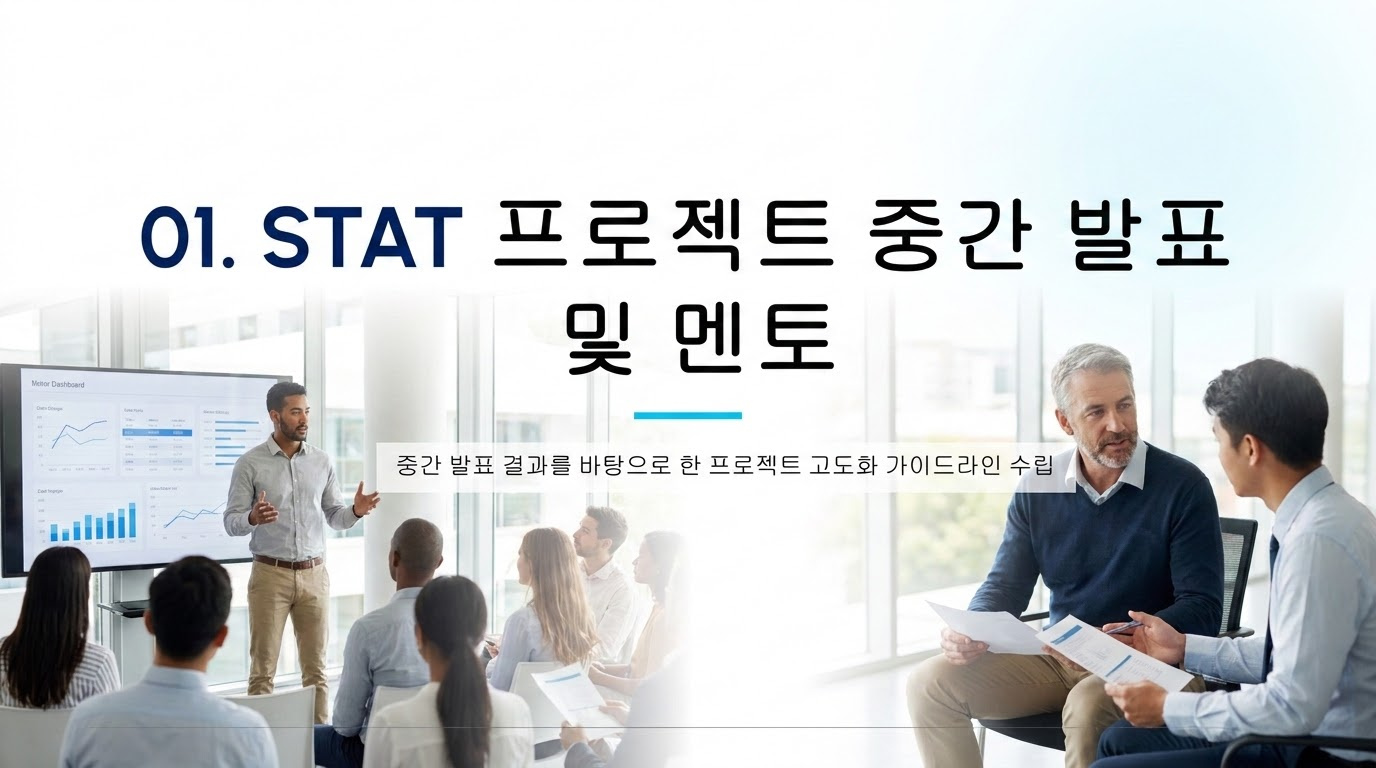 01. STAT 프로젝트 중간 발표
및 멘토
중간 발표 결과를 바탕으로 한 프로젝트 고도화 가이드라인 수립
Dashboard